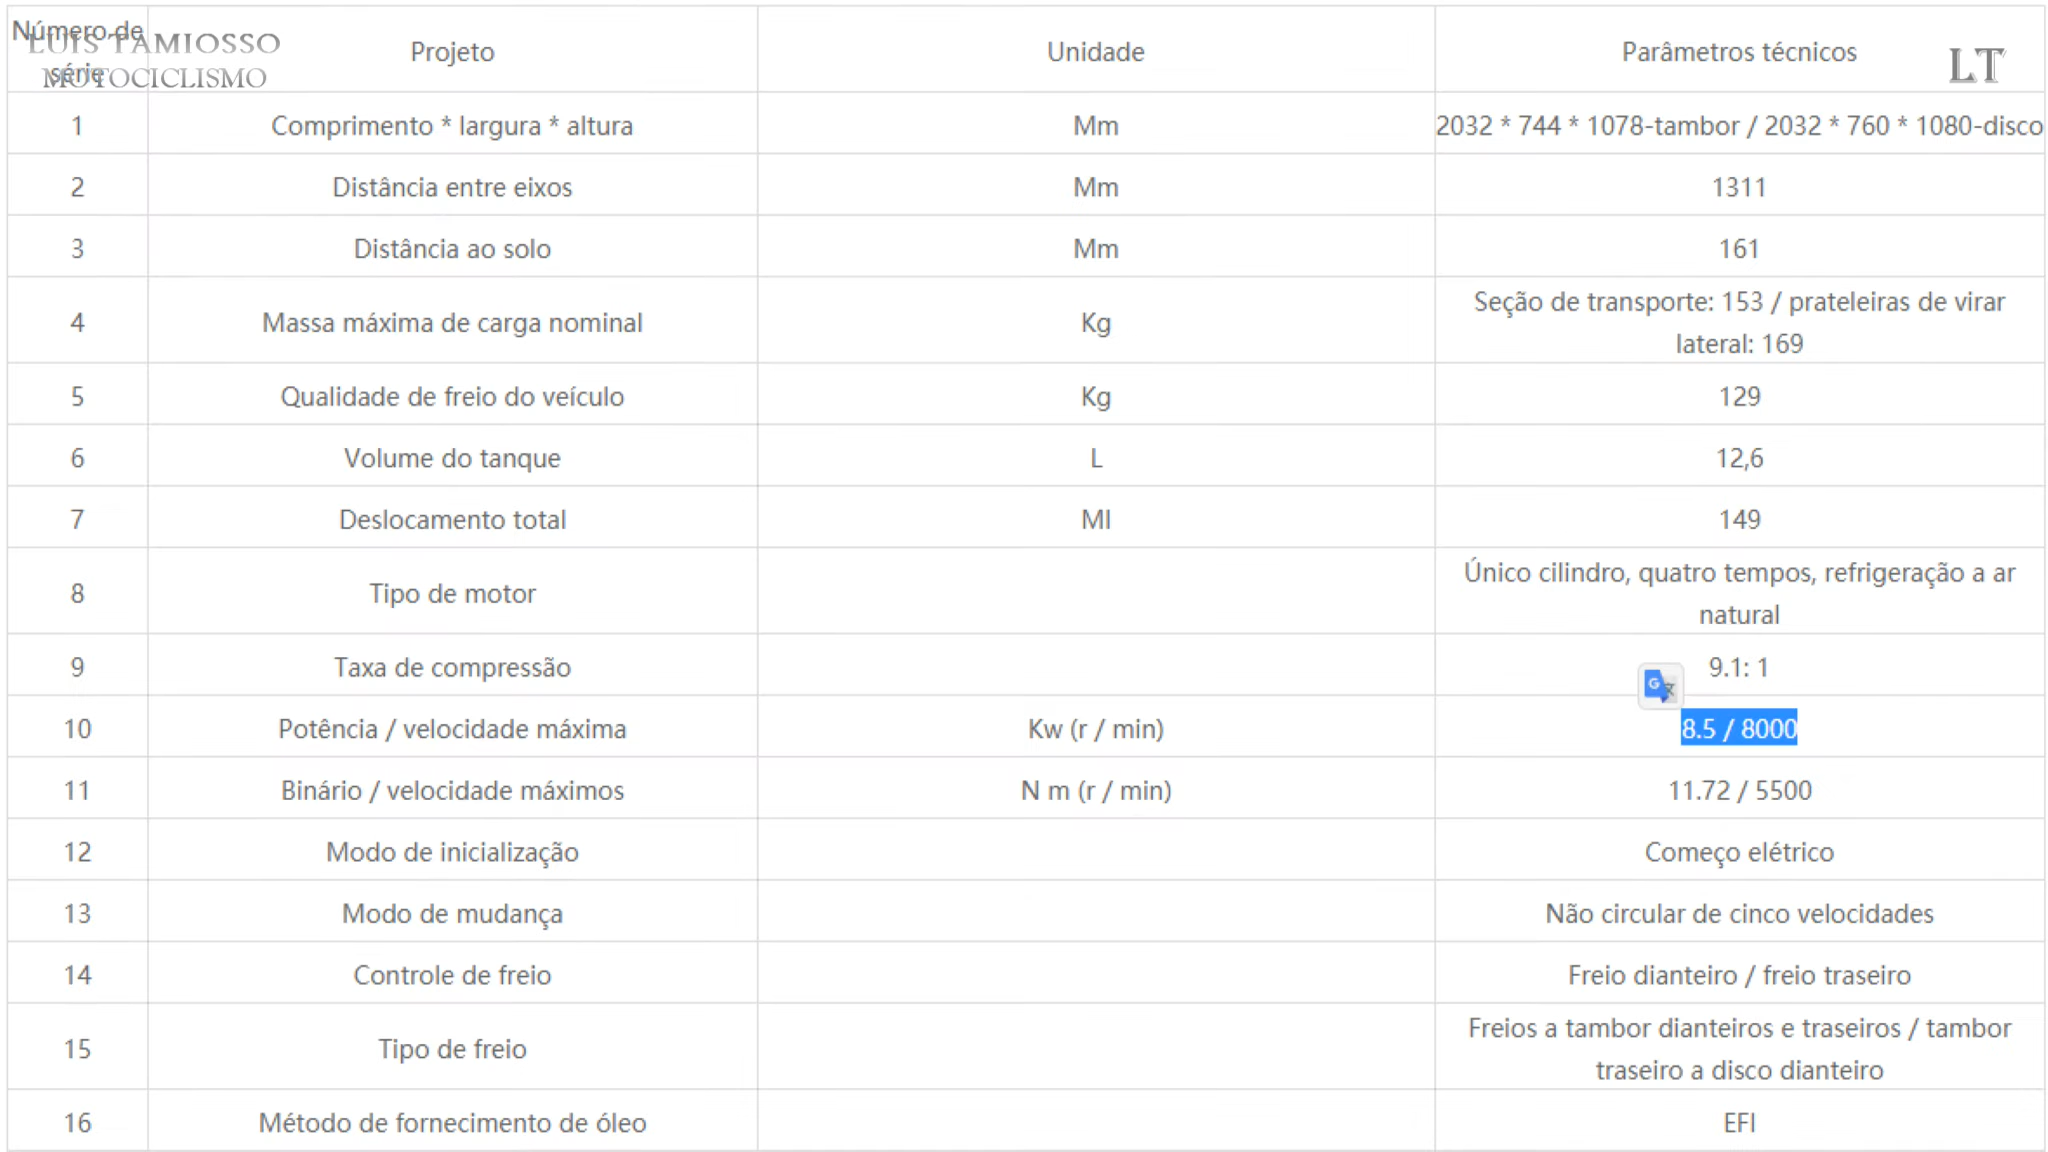 Número de
série
LUIS TAMIOSSO
MOTOCICLISMO
Projeto
Unidade
Parâmetros técnicos
LT
1
Comprimento * largura * altura
Mm
2032 * 744 * 1078-tambor / 2032 * 760 * 1080-disco
2
Distância entre eixos
Mm
1311
3
Distância ao solo
Mm
161
4
Massa máxima de carga nominal
Kg
Seção de transporte: 153 / prateleiras de virar
lateral: 169
5
Qualidade de freio do veículo
Kg
129
6
Volume do tanque
L
12,6
7
Deslocamento total
Ml
149
8
Tipo de motor
Único cilindro, quatro tempos, refrigeração a ar
natural
9
Taxa de compressão
9.1: 1
10
Potência / velocidade máxima
Kw (r / min)
8.5 / 8000
11
Binário / velocidade máximos
N m (r / min)
11.72 / 5500
12
Modo de inicialização
Começo elétrico
13
Modo de mudança
Não circular de cinco velocidades
14
Controle de freio
Freio dianteiro / freio traseiro
15
Tipo de freio
Freios a tambor dianteiros e traseiros / tambor
traseiro a disco dianteiro
16
Método de fornecimento de óleo
EFI